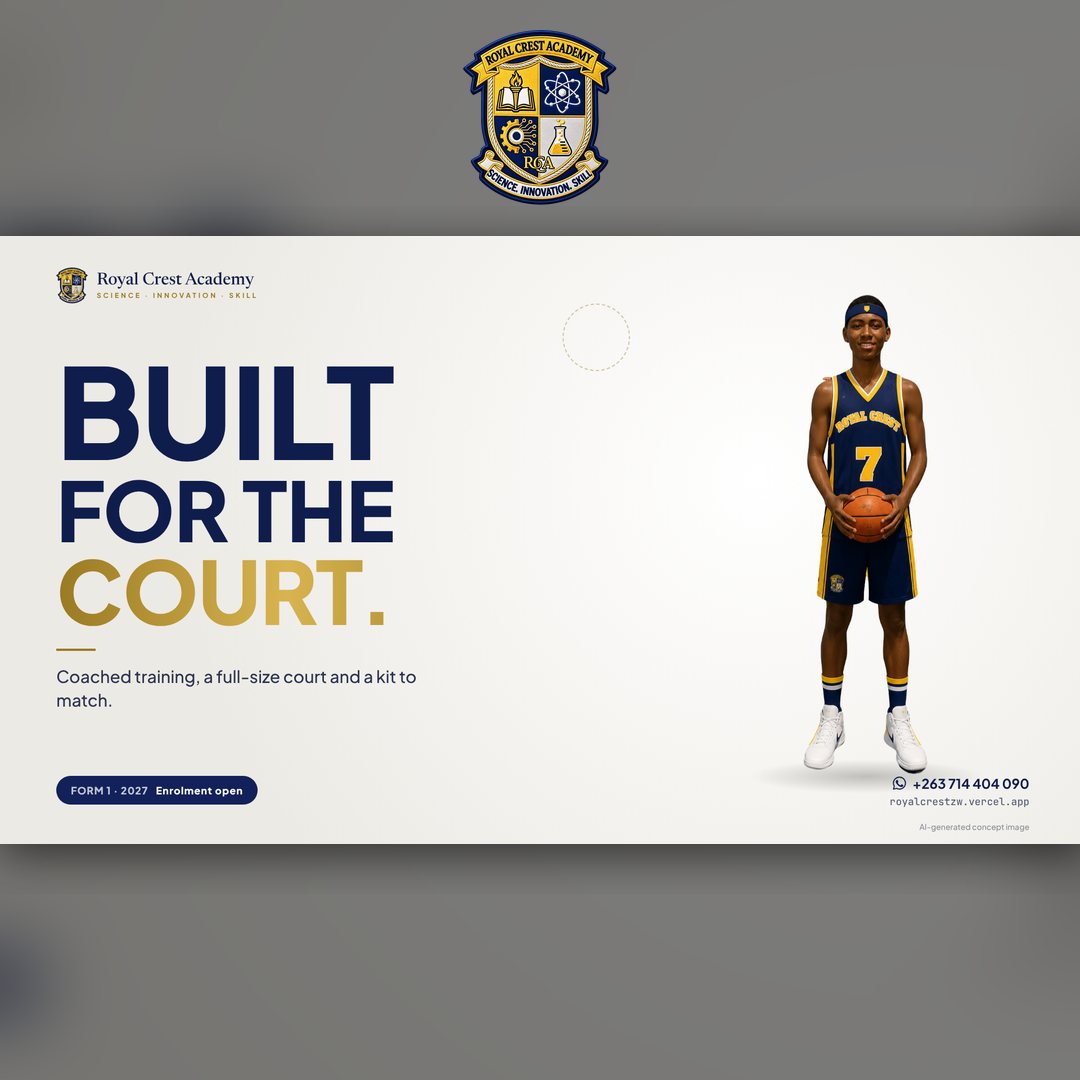 ROYAL CREST ACADEMY
RCA
SCIENCE. INNOVATION. SKILL
Royal Crest Academy
SCIENCE · INNOVATION · SKILL
BUILT
FOR THE
COURT.
Coached training, a full-size court and a kit to
match.
ROYAL CREST
7
FORM 1 · 2027 Enrolment open
+263 714 404 090
royalcrestzw.vercel.app
AI-generated concept image